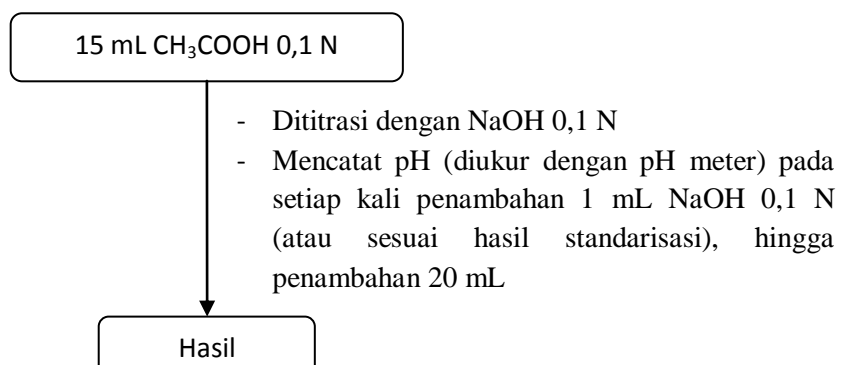 15 mL CH₃COOH 0,1 N
- Dititrasi dengan NaOH 0,1 N
- Mencatat pH (diukur dengan pH meter) pada
setiap kali penambahan 1 mL NaOH 0,1 N
(atau sesuai hasil standarisasi), hingga
penambahan 20 mL
Hasil